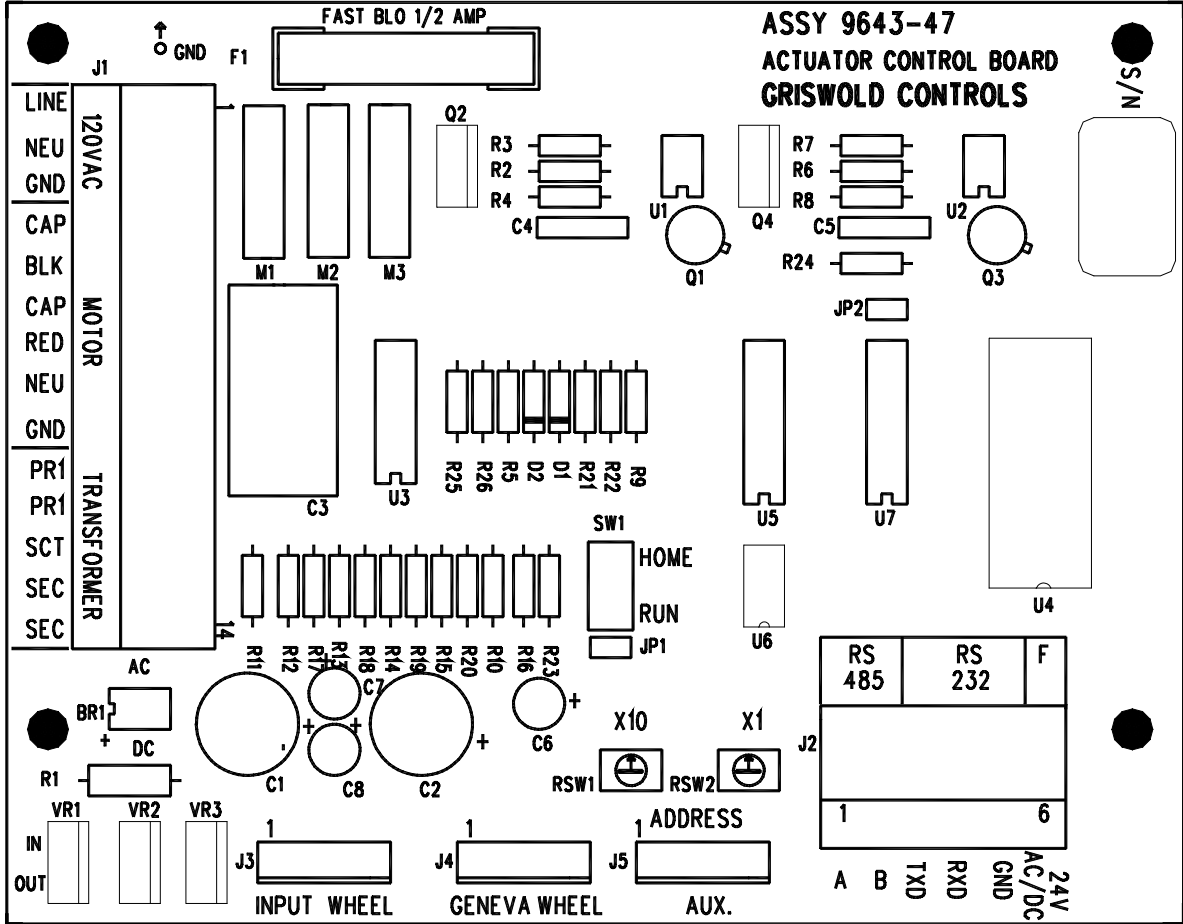 FAST BLO 1/2 AMP
ASSY 9643-47
ACTUATOR CONTROL BOARD
GRISWOLD CONTROLS
S/N
GND
F1
J1
LINE
NEU
GND
120VAC
CAP
BLK
CAP
RED
NEU
GND
MOTOR
PR1
PR1
SCT
SEC
SEC
TRANSFORMER
1
14
M1
M2
M3
Q2
R3
R2
R4
C4
U1
Q1
Q4
R7
R6
R8
C5
R24
U2
Q3
JP2
C3
U3
R25
R26
R5
D2
D1
R21
R22
R9
U5
U7
U4
U6
SW1
HOME
RUN
JP1
R11
R12
R17
R13
R18
R14
R19
R15
R20
R10
R16
R23
AC
BR1
+
DC
R1
VR1
VR2
VR3
IN
OUT
C1
+
C7
+
C8
+
C2
+
C6
+
X10
X1
RSW1
RSW2
ADDRESS
J3
1
INPUT WHEEL
J4
1
GENEVA WHEEL
J5
1
AUX.
RS 485
RS 232
F
J2
1
6
A
B
TXD
RXD
GND
24V AC/DC